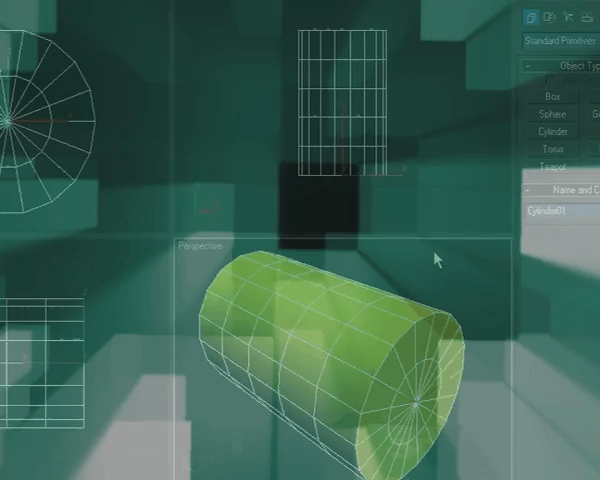 Standard Primitives
- Object Typ
Box
Sphere G
Cylinder
Torus
Teapot
- Name and C
Cylinder01
Perspective